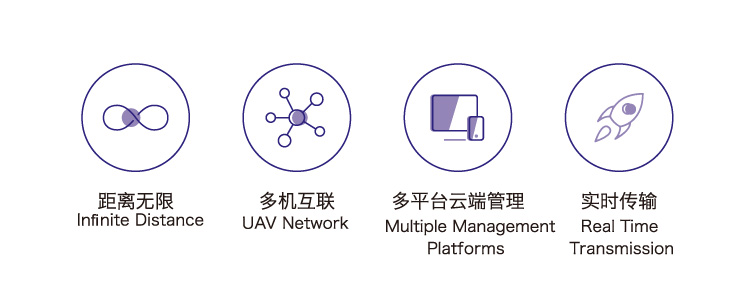 距离无限
Infinite Distance
多机互联
UAV Network
多平台云端管理
Multiple Management
Platforms
实时传输
Real Time
Transmission